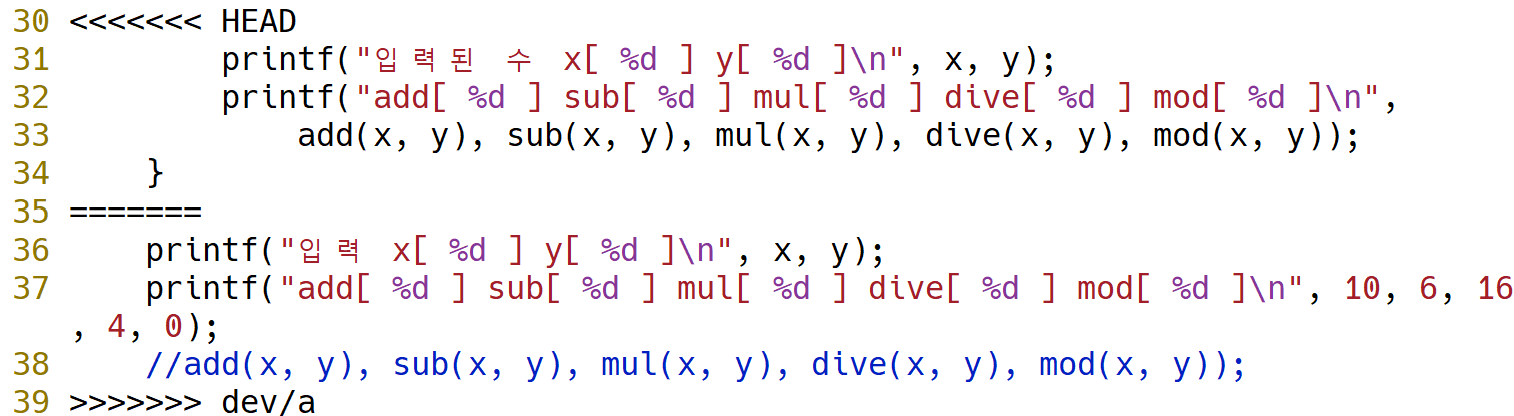 30 <<<<<<< HEAD
31         printf("입력된 수 x[ %d ] y[ %d ]\n", x, y);
32         printf("add[ %d ] sub[ %d ] mul[ %d ] dive[ %d ] mod[ %d ]\n",
33             add(x, y), sub(x, y), mul(x, y), dive(x, y), mod(x, y));
34     }
35 =======
36     printf("입력 x[ %d ] y[ %d ]\n", x, y);
37     printf("add[ %d ] sub[ %d ] mul[ %d ] dive[ %d ] mod[ %d ]\n", 10, 6, 16
, 4, 0);
38     //add(x, y), sub(x, y), mul(x, y), dive(x, y), mod(x, y));
39 >>>>>>> dev/a